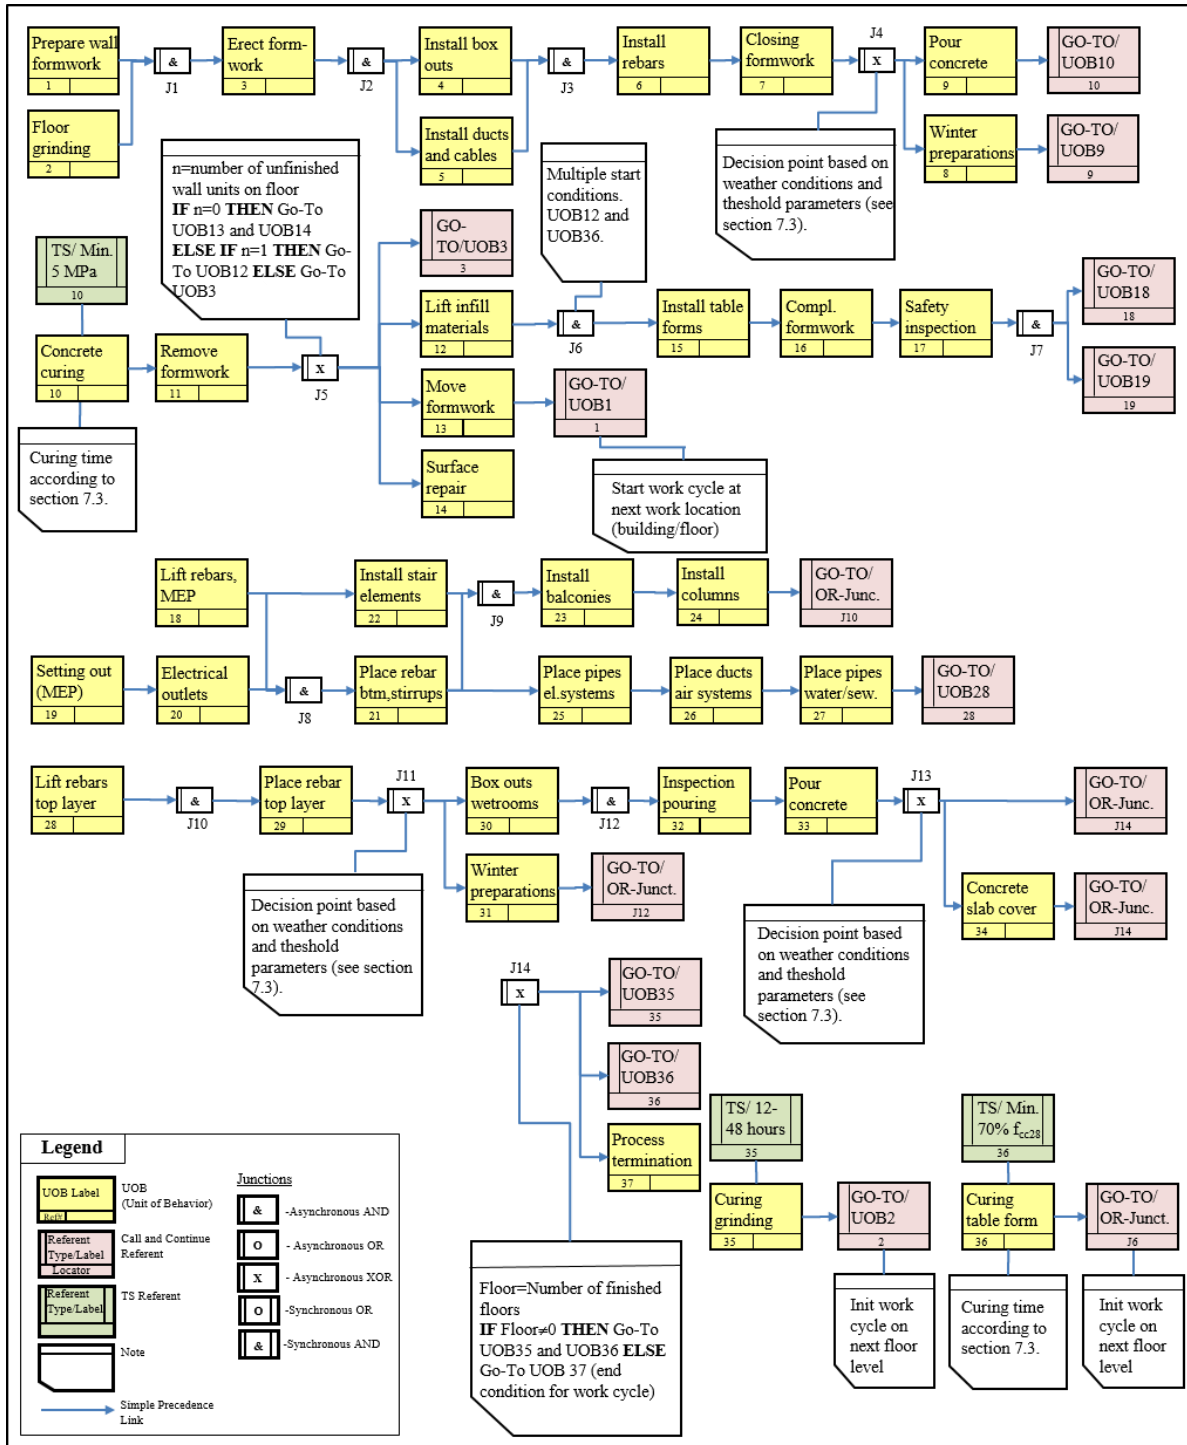 Prepare wall
formwork
1
&
J1
Erect form-
work
3
&
J2
Install box
outs
4
&
J3
Install
rebars
6
Closing
formwork
7
J4
X
Pour
concrete
9
GO-TO/
UOB10
10
Floor
grinding
2
Install ducts
and cables
5
Winter
preparations
8
GO-TO/
UOB9
9
n=number of unfinished
wall units on floor
IF n=0 THEN Go-To
UOB13 and UOB14
ELSE IF n=1 THEN Go-
To UOB12 ELSE Go-To
UOB3
Multiple start
conditions.
UOB12 and
UOB36.
Decision point based on
weather conditions and
theshold parameters (see
section 7.3).
TS/ Min.
5 MPa
10
GO-
TO/UOB3
3
Concrete
curing
10
Remove
formwork
11
X
J5
Lift infill
materials
12
&
J6
Install table
forms
15
Compl.
formwork
16
Safety
inspection
17
&
J7
GO-TO/
UOB18
18
GO-TO/
UOB19
19
Move
formwork
13
GO-TO/
UOB1
1
Surface
repair
14
Curing time
according to
section 7.3.
Start work cycle at
next work location
(building/floor)
Lift rebars,
MEP
18
Install stair
elements
22
&
J9
Install
balconies
23
Install
columns
24
GO-TO/
OR-Junc.
J10
Setting out
(MEP)
19
Electrical
outlets
20
&
J8
Place rebar
btm,stirrups
21
Place pipes
el.systems
25
Place ducts
air systems
26
Place pipes
water/sew.
27
GO-TO/
UOB28
28
Lift rebars
top layer
28
&
J10
Place rebar
top layer
29
J11
X
Box outs
wetrooms
30
&
J12
Inspection
pouring
32
Pour
concrete
33
J13
X
GO-TO/
OR-Junc.
J14
Winter
preparations
31
GO-TO/
OR-Junct.
J12
Concrete
slab cover
34
GO-TO/
OR-Junc.
J14
Decision point based
on weather conditions
and theshold
parameters (see section
7.3).
Decision point based
on weather conditions
and theshold
parameters (see
section 7.3).
J14
X
GO-TO/
UOB35
35
GO-TO/
UOB36
36
Process
termination
37
TS/ 12-
48 hours
35
Curing
grinding
35
GO-TO/
UOB2
2
TS/ Min.
70% fcc28
36
Curing
table form
36
GO-TO/
OR-Junct.
J6
Floor=Number of finished
floors
IF Floor≠0 THEN Go-To
UOB35 and UOB36 ELSE
Go-To UOB 37 (end
condition for work cycle)
Init work
cycle on
next floor
level
Curing time
according to
section 7.3.
Init work
cycle on
next floor
level
Legend
UOB Label
Ref#
UOB
(Unit of Behavior)
Referent
Type/Label
Locator
Call and Continue
Referent
Referent
Type/Label
TS Referent
Note
Simple Precedence
Link
Junctions
& -Asynchronous AND
O - Asynchronous OR
X - Asynchronous XOR
O -Synchronous OR
& -Synchronous AND